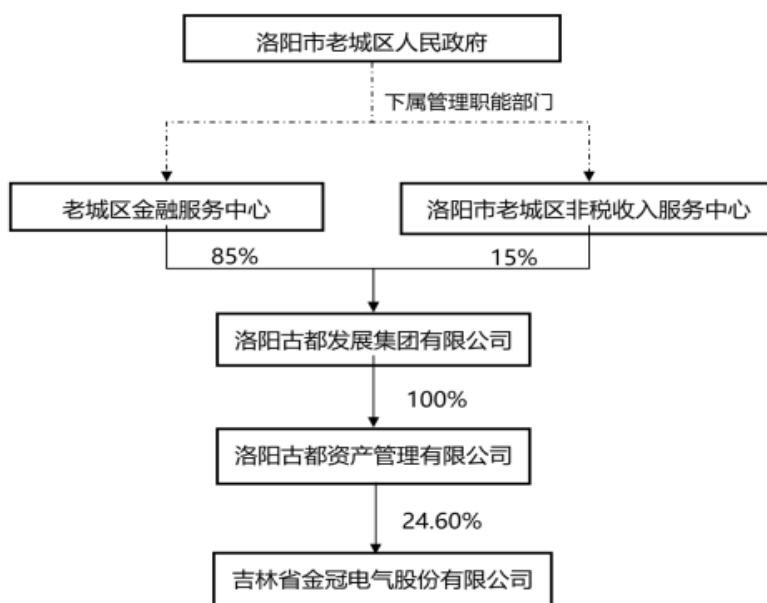 洛阳市老城区人民政府
下属管理职能部门
老城区金融服务中心
洛阳市老城区非税收入服务中心
85%
15%
洛阳古都发展集团有限公司
100%
洛阳古都资产管理有限公司
24.60%
吉林省金冠电气股份有限公司